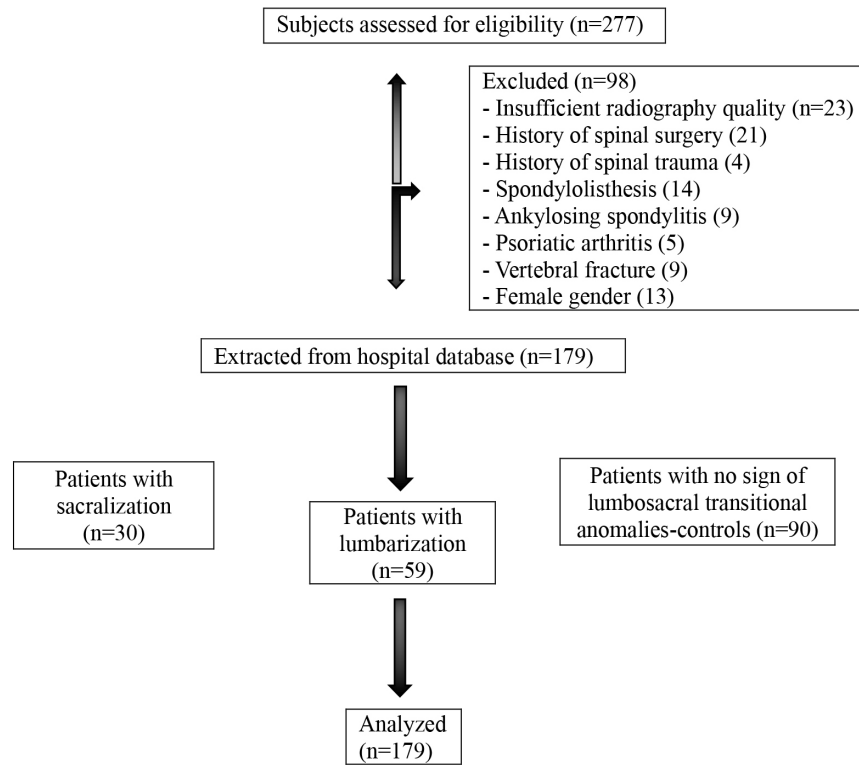 Subjects assessed for eligibility (n=277)
Excluded (n=98)
- Insufficient radiography quality (n=23)
- History of spinal surgery (21)
- History of spinal trauma (4)
- Spondylolisthesis (14)
- Ankylosing spondylitis (9)
- Psoriatic arthritis (5)
- Vertebral fracture (9)
- Female gender (13)
Extracted from hospital database (n=179)
Patients with
sacralization
(n=30)
Patients with
lumbarization
(n=59)
Patients with no sign of
lumbosacral transitional
anomalies-controls (n=90)
Analyzed
(n=179)